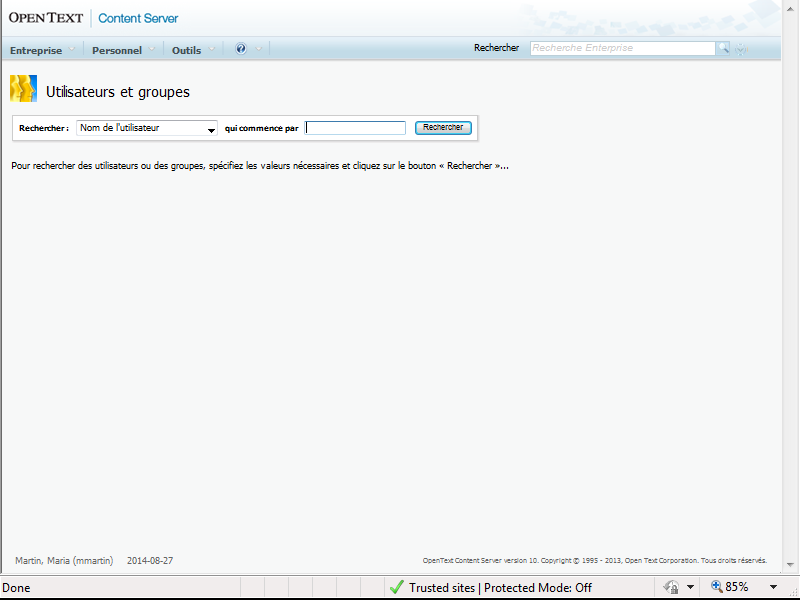 OPEN TEXT | Content Server
Entreprise Personnel Outils ? Rechercher Recherche Enterprise
Utilisateurs et groupes
Rechercher : Nom de l'utilisateur qui commence par Rechercher
Pour rechercher des utilisateurs ou des groupes, spécifiez les valeurs nécessaires et cliquez sur le bouton « Rechercher »...
Martin, Maria (mmartin) 2014-08-27 OpenText Content Server version 10. Copyright © 1995 - 2013, Open Text Corporation. Tous droits réservés.
Done Trusted sites | Protected Mode: Off 85%